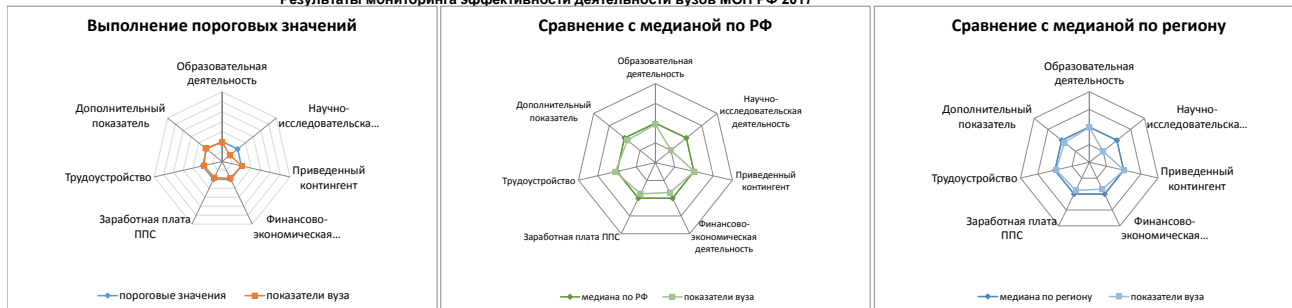 Результаты мониторинга эффективности деятельности вузов МОН РФ 2017
Выполнение пороговых значений
Образовательная
деятельность
Научно-
исследовательска...
Приведенный
контингент
Финансово-
экономическая...
Заработная плата
ППС
Трудоустройство
Дополнительный
показатель
пороговые значения
показатели вуза
Сравнение с медианой по РФ
Образовательная
деятельность
Научно-
исследовательская
деятельность
Приведенный
контингент
Финансово-
экономическая
деятельность
Заработная плата ППС
Трудоустройство
Дополнительный
показатель
медиана по РФ
показатели вуза
Сравнение с медианой по региону
Образовательная
деятельность
Научно-
исследовательска...
Приведенный
контингент
Финансово-
экономическая...
Заработная плата
ППС
Трудоустройство
Дополнительный
показатель
медиана по региону
показатели вуза